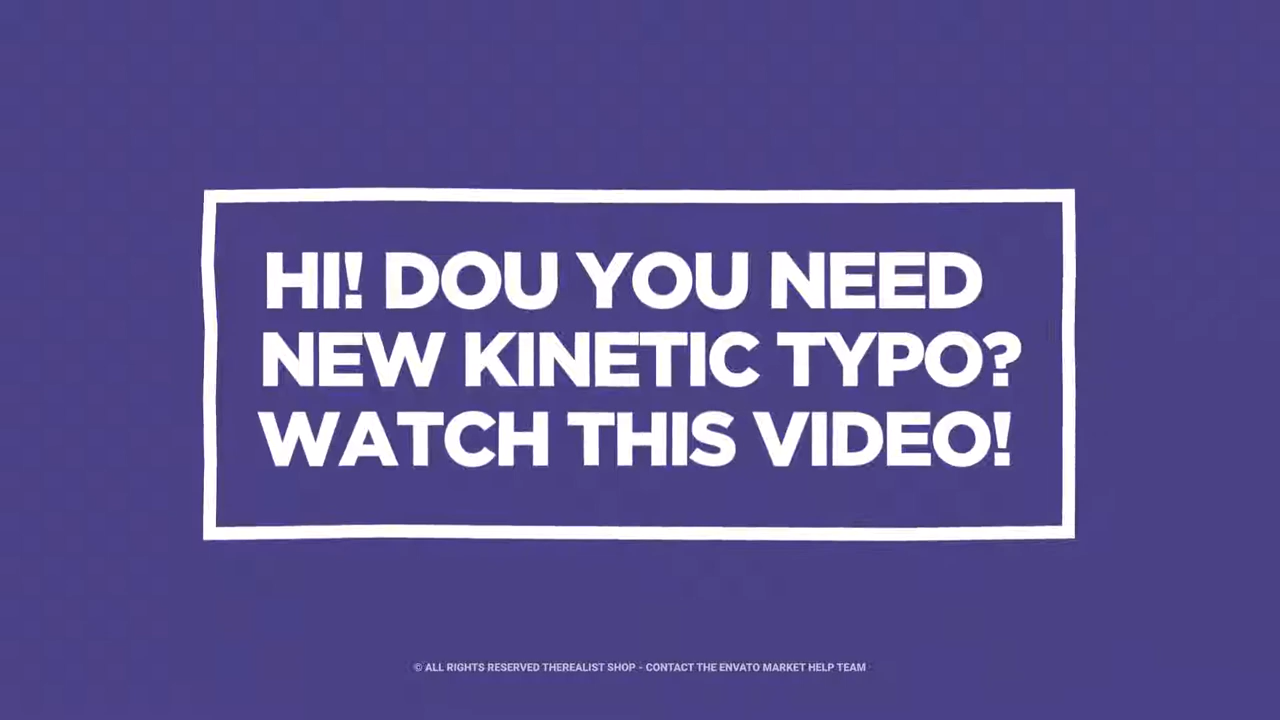 HI! DOU YOU NEED
NEW KINETIC TYPO?
WATCH THIS VIDEO!
© ALL RIGHTS RESERVED THEREALIST SHOP - CONTACT THE ENVATO MARKET HELP TEAM